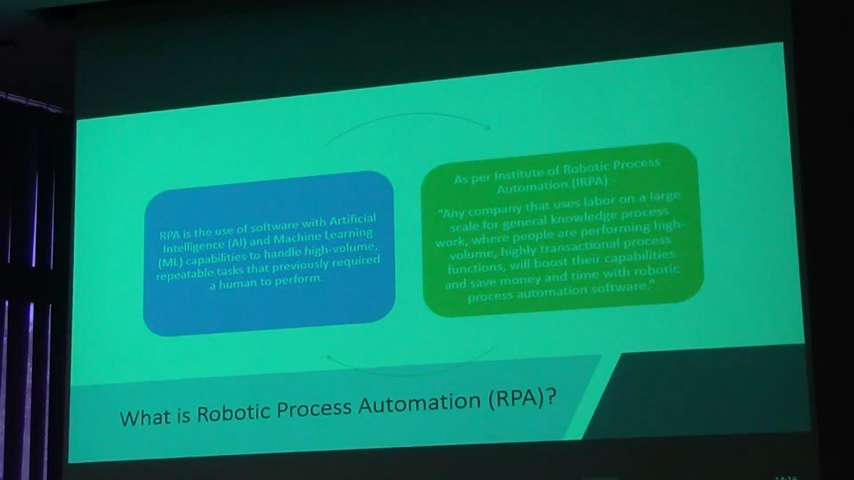 RPA is the use of software with Artificial
Intelligence (AI) and Machine Learning
(ML) capabilities to handle high-volume,
repeatable tasks that previously required
a human to perform.
As per Institute of Robotic Process
Automation (IRPA) -
“Any company that uses labor on a large
scale for general knowledge process
work, where people are performing high-
volume, highly transactional process
functions, will boost their capabilities
and save money and time with robotic
process automation software.”
What is Robotic Process Automation (RPA)?